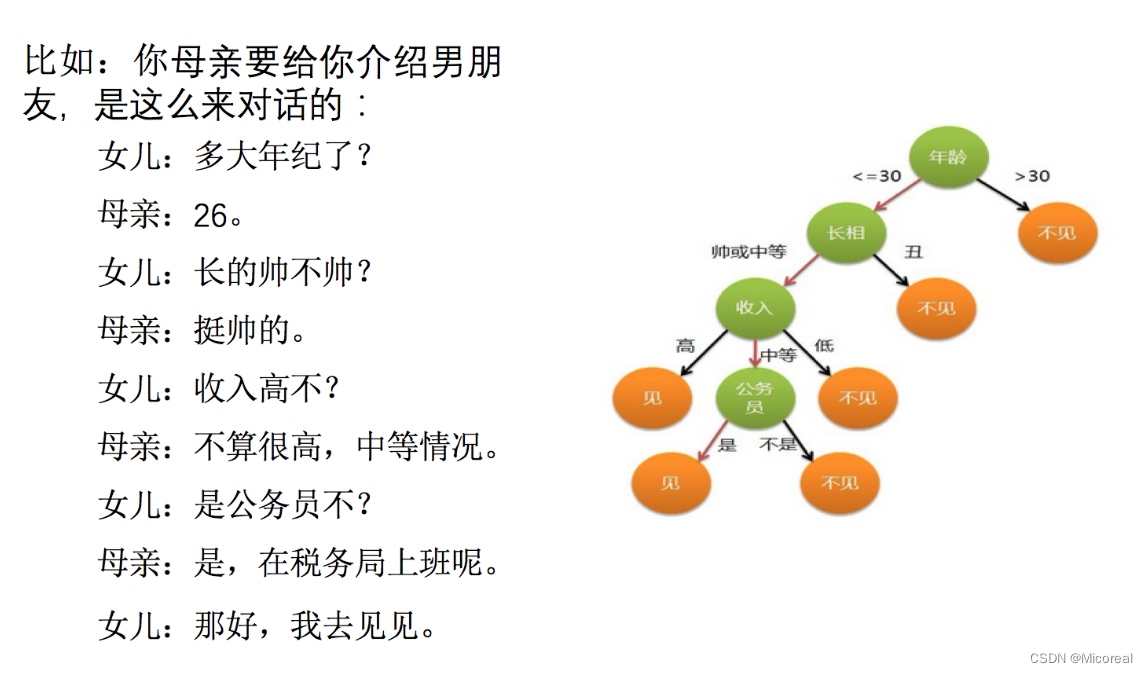 比如：你母亲要给你介绍男朋
友，是这么来对话的：
女儿：多大年纪了？
母亲：26。
女儿：长的帅不帅？
母亲：挺帅的。
女儿：收入高不？
母亲：不算很高，中等情况。
女儿：是公务员不？
母亲：是，在税务局上班呢。
女儿：那好，我去见见。
年龄
<=30
>30
长相
不见
帅或中等
丑
收入
不见
高
中等
低
见
公务
员
不见
是
不是
见
不见
CSDN @Micoreal